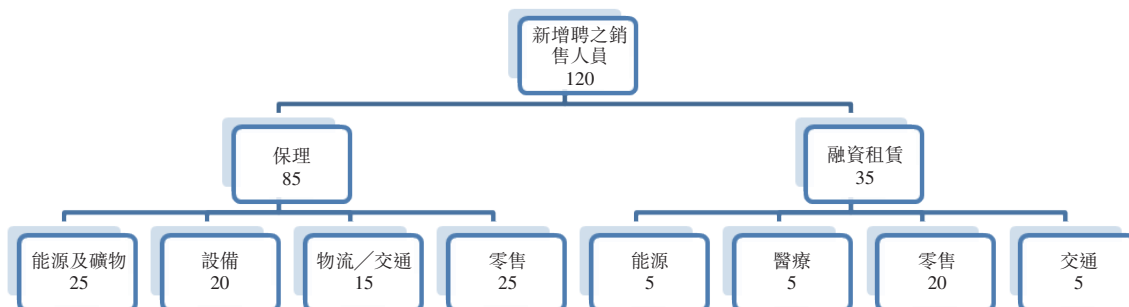 新增聘之銷
售人員
120
保理
85
融資租賃
35
能源及礦物
25
設備
20
物流／交通
15
零售
25
能源
5
醫療
5
零售
20
交通
5